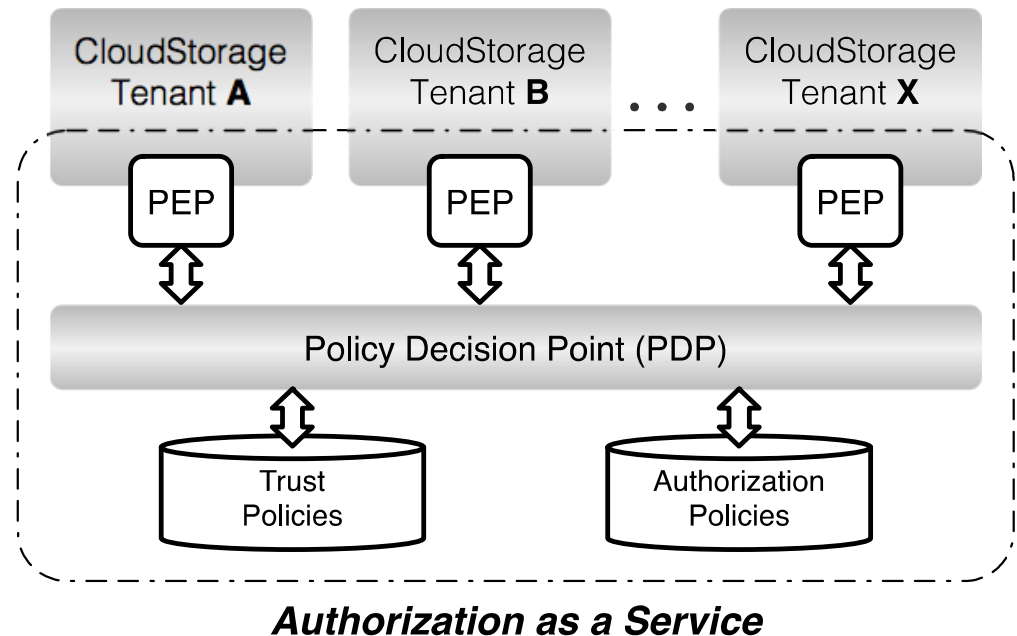 CloudStorage CloudStorage CloudStorage
Tenant A Tenant B ... Tenant X
PEP PEP PEP
Policy Decision Point (PDP)
Trust Authorization
Policies Policies
Authorization as a Service